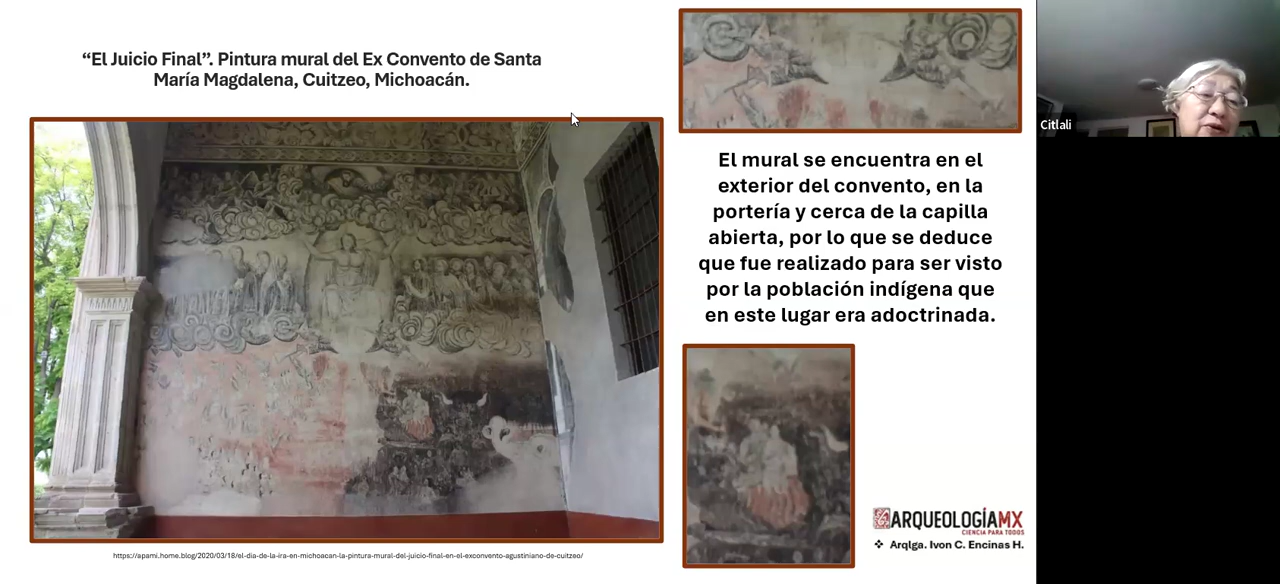 “El Juicio Final”. Pintura mural del Ex Convento de Santa
María Magdalena, Cuitzeo, Michoacán.
El mural se encuentra en el
exterior del convento, en la
portería y cerca de la capilla
abierta, por lo que se deduce
que fue realizado para ser visto
por la población indígena que
en este lugar era adoctrinada.
https://apami.home.blog/2020/03/18/el-dia-de-la-ira-en-michoacan-la-pintura-mural-del-juicio-final-en-el-exconvento-agustiniano-de-cuitzeo/
ARQUEOLOGÍAMX
CIENCIA PARA TODOS
❖ Arqlga. Ivon C. Encinas H.
Citlali